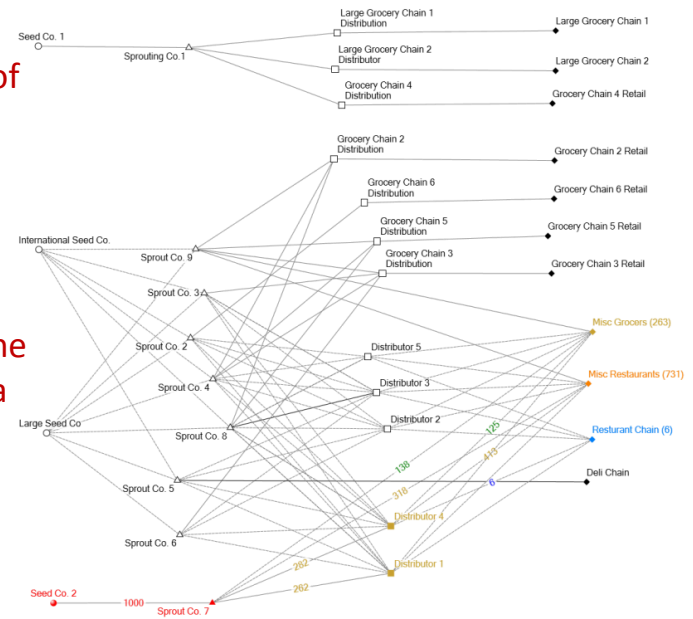 Seed Co. 1
Sprouting Co.1
Large Grocery Chain 1
Distribution
Large Grocery Chain 1
Large Grocery Chain 2
Distributor
Large Grocery Chain 2
Grocery Chain 4
Distribution
Grocery Chain 4 Retail
of
Grocery Chain 2
Distribution
Grocery Chain 2 Retail
Grocery Chain 6
Distribution
Grocery Chain 6 Retail
Grocery Chain 5
Distribution
Grocery Chain 5 Retail
International Seed Co.
Sprout Co. 9
Grocery Chain 3
Distribution
Grocery Chain 3 Retail
Sprout Co. 3
Misc Grocors (263)
Sprout Co. 2
Distributor 5
ne
Misc Restaurants (731)
Sprout Co. 4
Distributor 3
a
Large Seed Co
Sprout Co. 8
Distributor 2
Resturant Chain (6)
125
413
138
6
Deli Chain
Sprout Co. 5
318
Distributor 4
Sprout Co. 6
282
Distributor 1
262
Seed Co. 2
1000
Sprout Co. 7